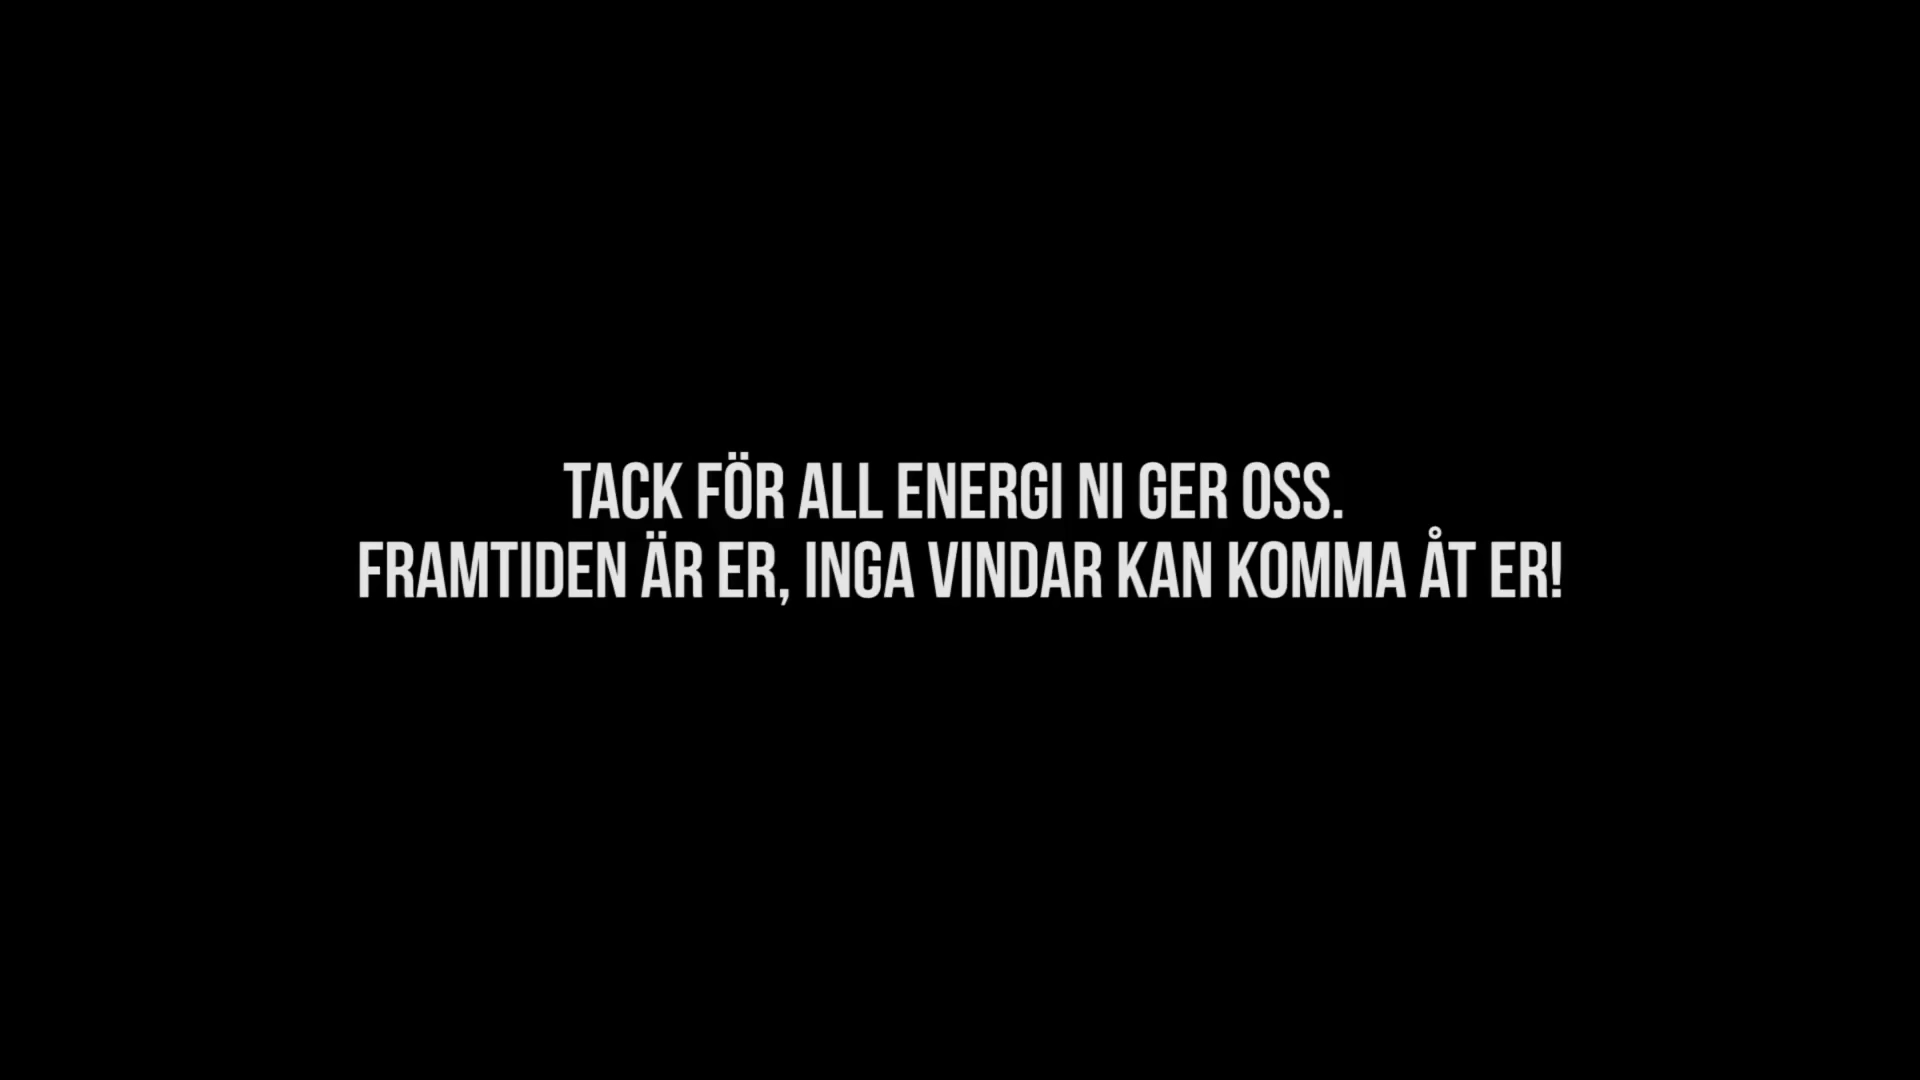 TACK FÖR ALL ENERGI NI GER OSS.
FRAMTIDEN ÄR ER, INGA VINDAR KAN KOMMA ÅT ER!